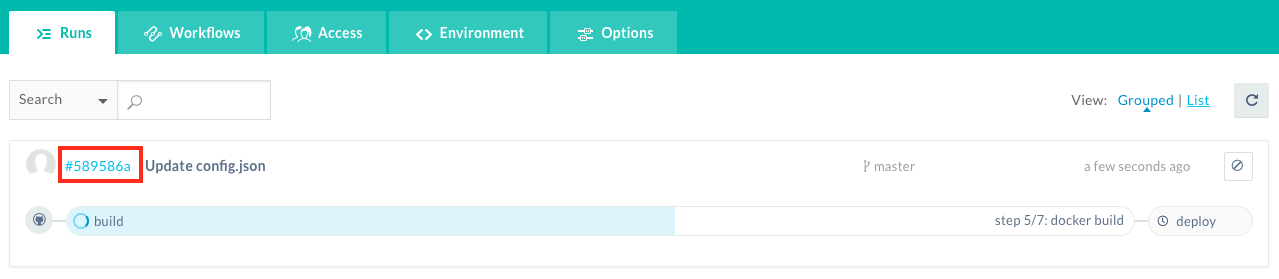 Runs Workflows Access Environment Options
Search View: Grouped | List
#589586a Update config.json master a few seconds ago
build step 5/7: docker build deploy